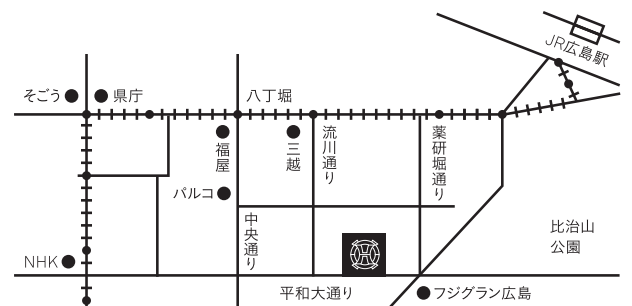 JR広島駅
そごう
県庁
八丁堀
福屋
三越
流川通り
薬研堀通り
パルコ
中央通り
比治山
公園
NHK
平和大通り
フジグラン広島